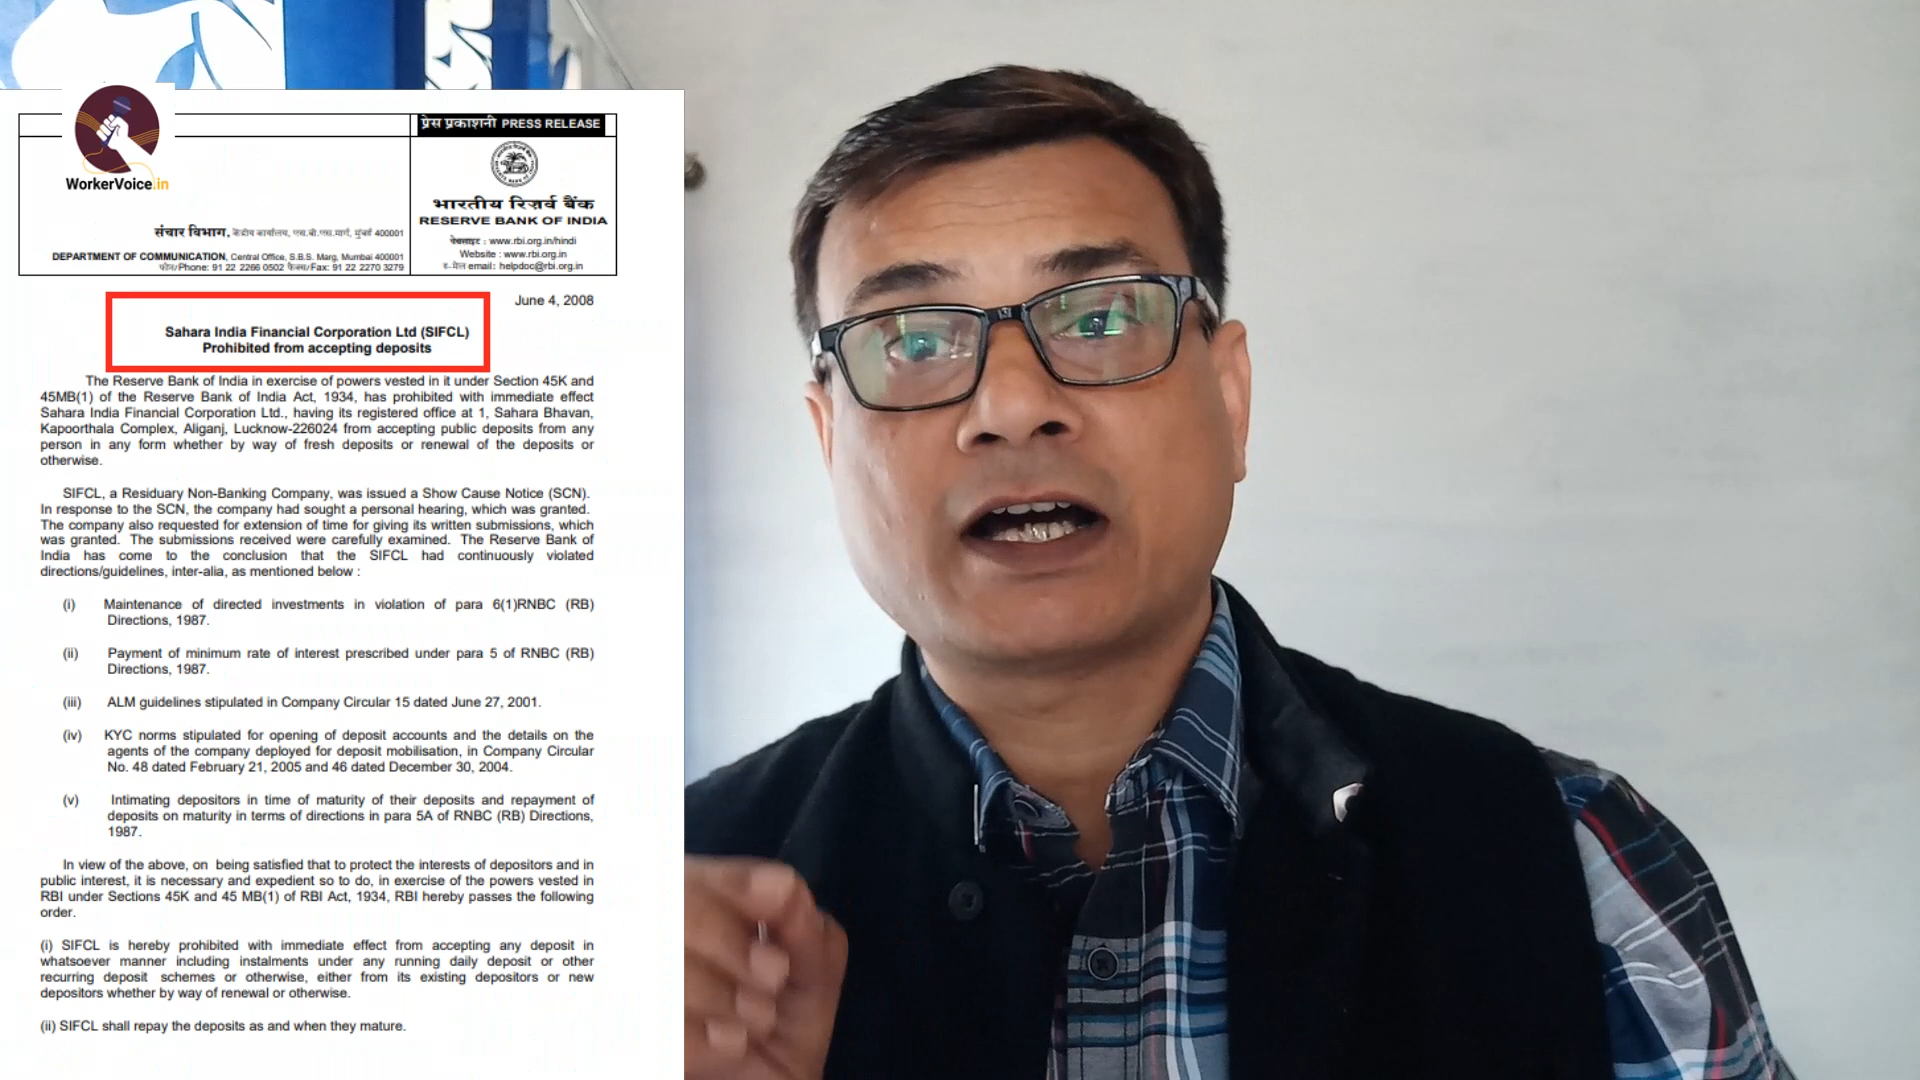 WorkerVoice.in
प्रेस प्रकाशनी PRESS RELEASE
भारतीय रिज़र्व बैंक
RESERVE BANK OF INDIA
संचार विभाग, केंद्रीय कार्यालय, एस.बी.एस.मार्ग, मुंबई 400001
DEPARTMENT OF COMMUNICATION, Central Office, S.B.S. Marg, Mumbai 400001
फोन/Phone: 91 22 2266 0502 फैक्स/Fax: 91 22 2270 3279
वेबसाइट : www.rbi.org.in/hindi
Website : www.rbi.org.in
इ-मेल email: helpdoc@rbi.org.in
June 4, 2008
Sahara India Financial Corporation Ltd (SIFCL)
Prohibited from accepting deposits
The Reserve Bank of India in exercise of powers vested in it under Section 45K and
45MB(1) of the Reserve Bank of India Act, 1934, has prohibited with immediate effect
Sahara India Financial Corporation Ltd., having its registered office at 1, Sahara Bhavan,
Kapoorthala Complex, Aliganj, Lucknow-226024 from accepting public deposits from any
person in any form whether by way of fresh deposits or renewal of the deposits or
otherwise.
SIFCL, a Residuary Non-Banking Company, was issued a Show Cause Notice (SCN).
In response to the SCN, the company had sought a personal hearing, which was granted.
The company also requested for extension of time for giving its written submissions, which
was granted. The submissions received were carefully examined. The Reserve Bank of
India has come to the conclusion that the SIFCL had continuously violated
directions/guidelines, inter-alia, as mentioned below :
(i) Maintenance of directed investments in violation of para 6(1)RNBC (RB)
Directions, 1987.
(ii) Payment of minimum rate of interest prescribed under para 5 of RNBC (RB)
Directions, 1987.
(iii) ALM guidelines stipulated in Company Circular 15 dated June 27, 2001.
(iv) KYC norms stipulated for opening of deposit accounts and the details on the
agents of the company deployed for deposit mobilisation, in Company Circular
No. 48 dated February 21, 2005 and 46 dated December 30, 2004.
(v) Intimating depositors in time of maturity of their deposits and repayment of
deposits on maturity in terms of directions in para 5A of RNBC (RB) Directions,
1987.
In view of the above, on being satisfied that to protect the interests of depositors and in
public interest, it is necessary and expedient so to do, in exercise of the powers vested in
RBI under Sections 45K and 45 MB(1) of RBI Act, 1934, RBI hereby passes the following
order.
(i) SIFCL is hereby prohibited with immediate effect from accepting any deposit in
whatsoever manner including instalments under any running daily deposit or other
recurring deposit schemes or otherwise, either from its existing depositors or new
depositors whether by way of renewal or otherwise.
(ii) SIFCL shall repay the deposits as and when they mature.